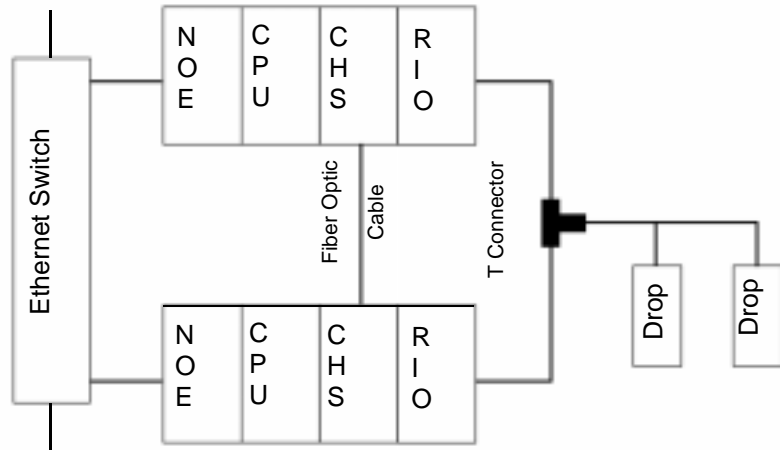 NOE
CPU
CHS
RIO
Ethernet Switch
Fiber Optic
Cable
T Connector
Drop
Drop
NOE
CPU
CHS
RIO